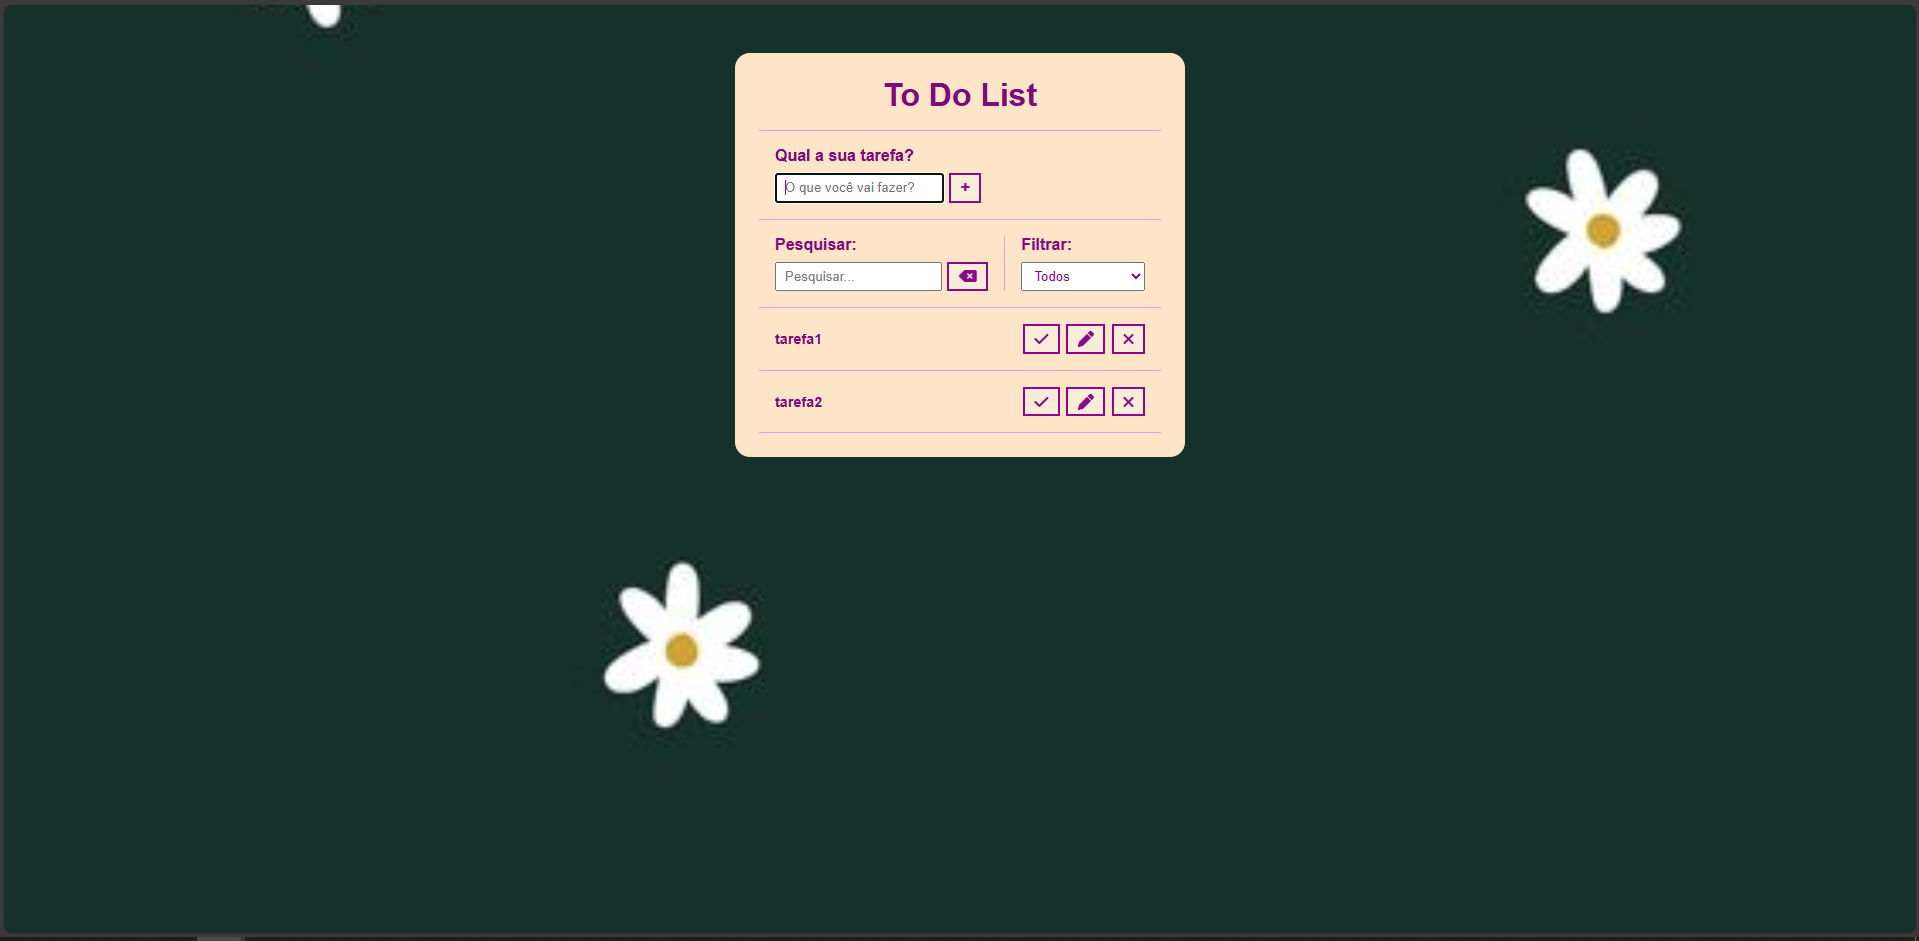 To Do List
Qual a sua tarefa?
O que você vai fazer?
+
Pesquisar:
Filtrar:
Pesquisar...
Todos
tarefa1
tarefa2